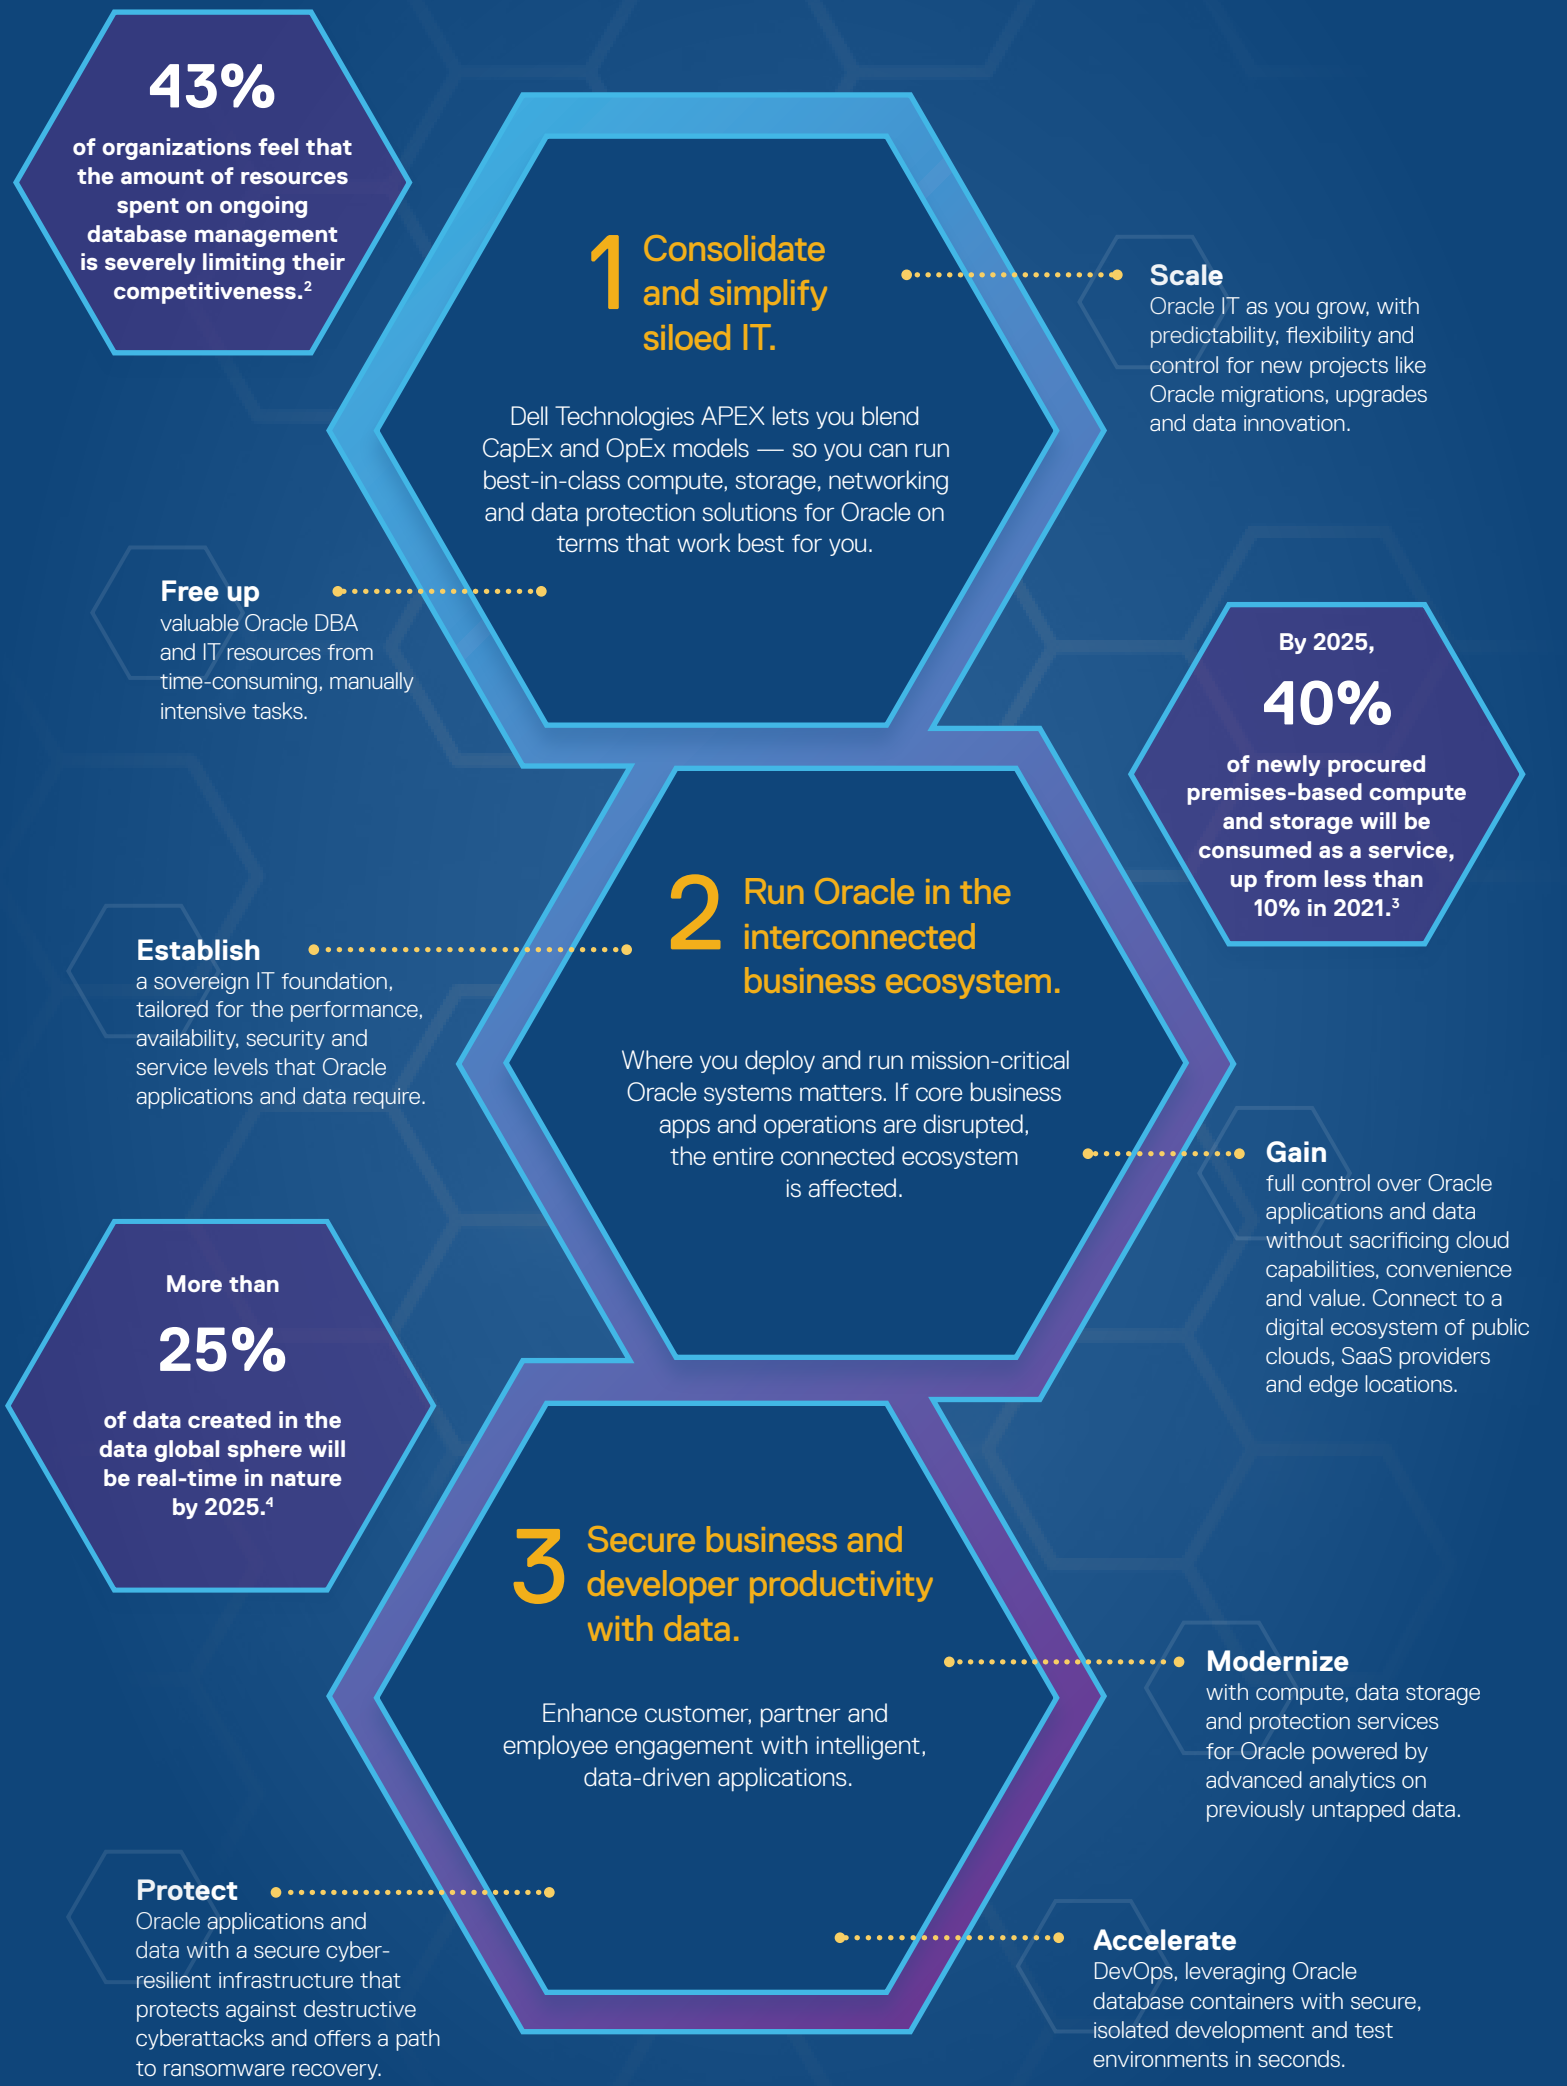 43%
of organizations feel that
the amount of resources
spent on ongoing
database management
is severely limiting their
competitiveness.²
1 Consolidate
and simplify
siloed IT.
Dell Technologies APEX lets you blend
CapEx and OpEx models — so you can run
best-in-class compute, storage, networking
and data protection solutions for Oracle on
terms that work best for you.
Scale
Oracle IT as you grow, with
predictability, flexibility and
control for new projects like
Oracle migrations, upgrades
and data innovation.
Free up
valuable Oracle DBA
and IT resources from
time-consuming, manually
intensive tasks.
By 2025,
40%
of newly procured
premises-based compute
and storage will be
consumed as a service,
up from less than
10% in 2021.³
2 Run Oracle in the
interconnected
business ecosystem.
Where you deploy and run mission-critical
Oracle systems matters. If core business
apps and operations are disrupted,
the entire connected ecosystem
is affected.
Establish
a sovereign IT foundation,
tailored for the performance,
availability, security and
service levels that Oracle
applications and data require.
Gain
full control over Oracle
applications and data
without sacrificing cloud
capabilities, convenience
and value. Connect to a
digital ecosystem of public
clouds, SaaS providers
and edge locations.
More than
25%
of data created in the
data global sphere will
be real-time in nature
by 2025.⁴
3 Secure business and
developer productivity
with data.
Enhance customer, partner and
employee engagement with intelligent,
data-driven applications.
Modernize
with compute, data storage
and protection services
for Oracle powered by
advanced analytics on
previously untapped data.
Protect
Oracle applications and
data with a secure cyber-
resilient infrastructure that
protects against destructive
cyberattacks and offers a path
to ransomware recovery.
Accelerate
DevOps, leveraging Oracle
database containers with secure,
isolated development and test
environments in seconds.